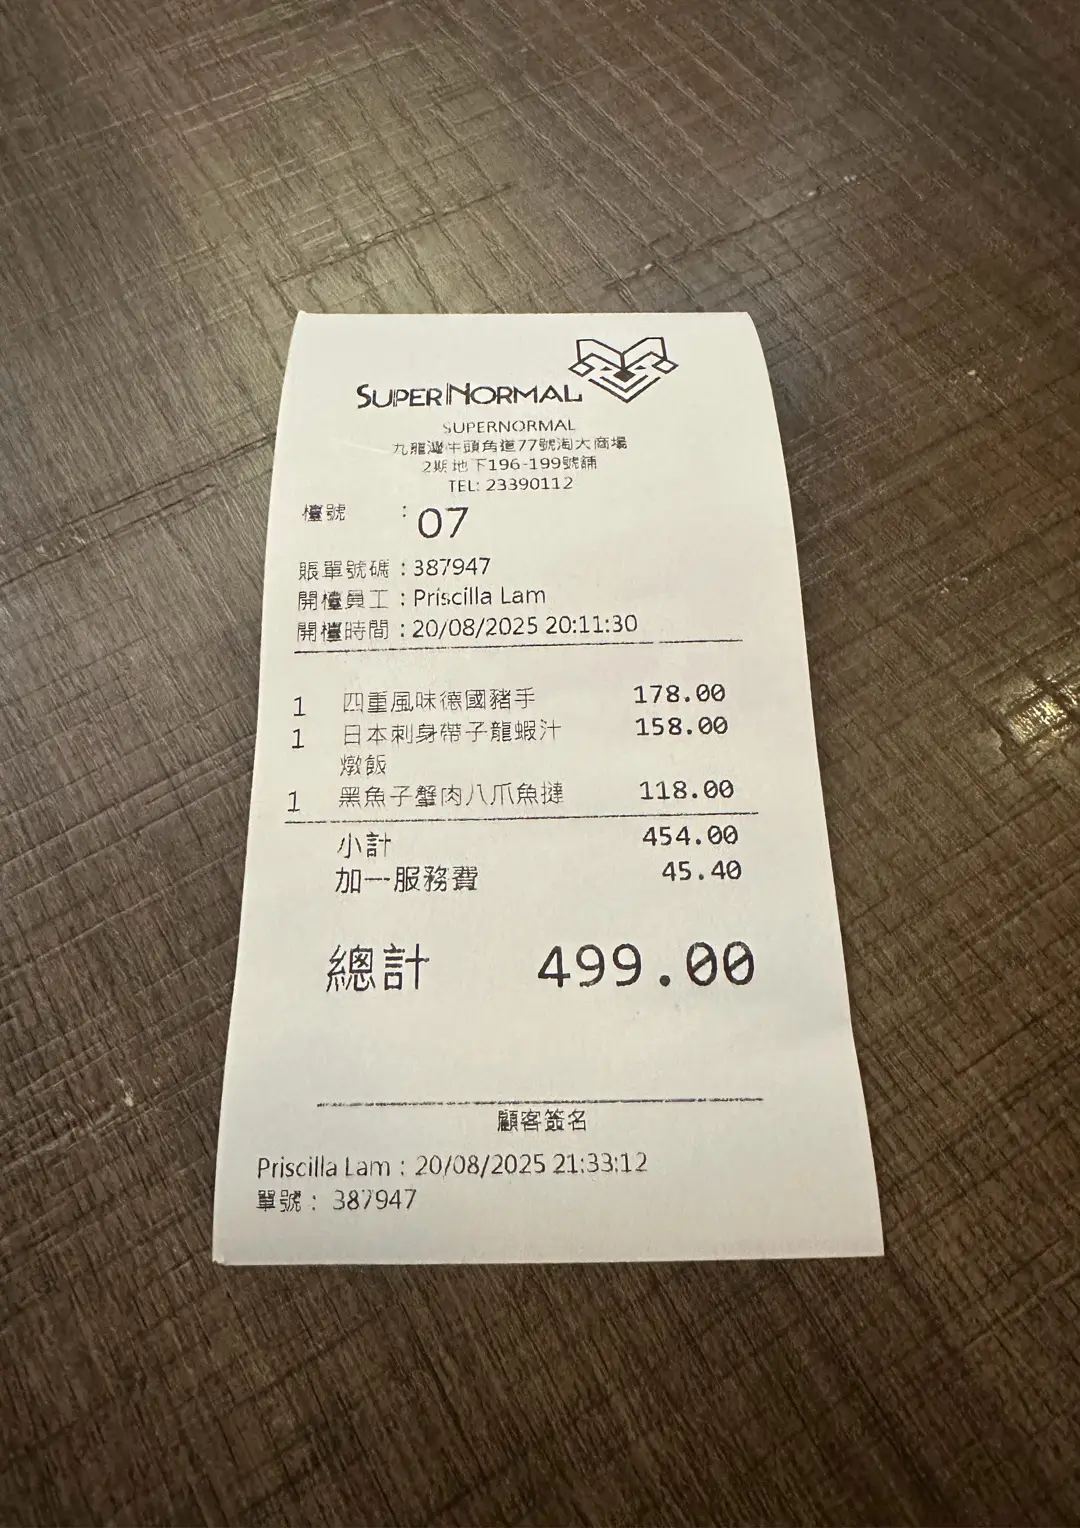 SUPER NORMAL
SUPERNORMAL
九龍灣牛頭角道77號淘大商場
2期地下196-199號舖
TEL: 23390112
檯號 : 07
賬單號碼 : 387947
開檯員工 : Priscilla Lam
開檯時間 : 20/08/2025 20:11:30
1 四重風味德國豬手 178.00
1 日本刺身帶子龍蝦汁 158.00
燉飯
1 黑魚子蟹肉八爪魚撻 118.00
小計 454.00
加一服務費 45.40
總計 499.00
顧客簽名
Priscilla Lam : 20/08/2025 21:33:12
單號 : 387947